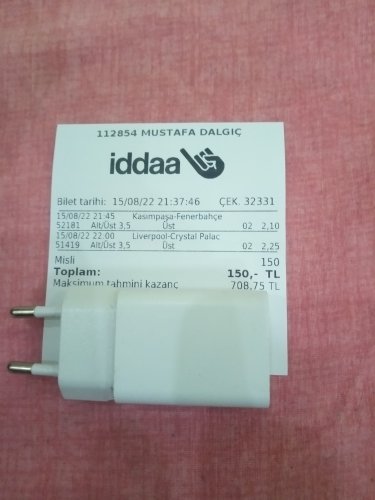 112854 MUSTAFA DALGIÇ
iddaa
Bilet tarihi: 15/08/22 21:37:46 ÇEK. 32331
15/08/22 21:45 Kasımpaşa-Fenerbahçe
52181 Alt/Üst 3,5 Üst 02 2,10
15/08/22 22:00 Liverpool-Crystal Palac
51419 Alt/Üst 3,5 Üst 02 2,25
Misli 150
Toplam: 150,- TL
Maksimum tahmini kazanç 708,75 TL